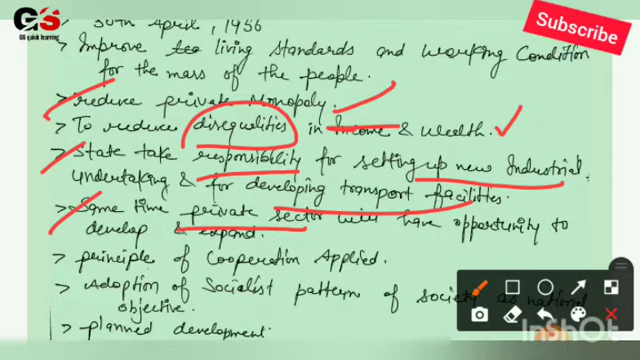 GS
GS quick learning
Subscribe
30th April, 1956
> Improve living standards and working Condition
for the mass of the people.
> reduce private Monopoly.
> To reduce disequalities in Income & Wealth.
> State take responsibility for setting up new Industrial
undertaking & for developing transport facilities.
> Same time private sector will have opportunity to
develop & expand.
> principle of Cooperation Applied.
> Adoption of Socialist pattern of society as national
objective.
> planned development.
InShOt